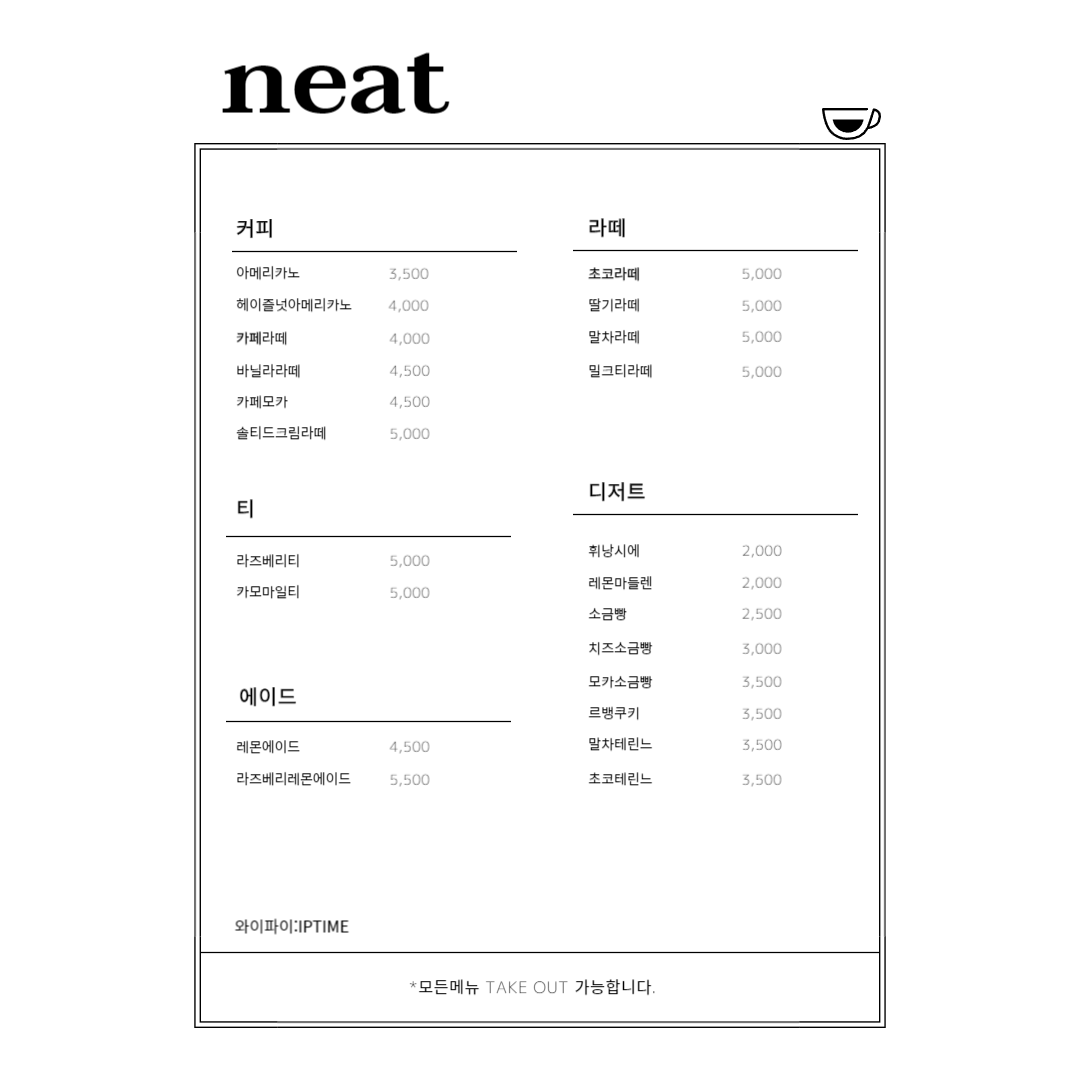 neat
커피
아메리카노 3,500
헤이즐넛아메리카노 4,000
카페라떼 4,000
바닐라라떼 4,500
카페모카 4,500
솔티드크림라떼 5,000
티
라즈베리티 5,000
카모마일티 5,000
에이드
레몬에이드 4,500
라즈베리레몬에이드 5,500
라떼
초코라떼 5,000
딸기라떼 5,000
말차라떼 5,000
밀크티라떼 5,000
디저트
휘낭시에 2,000
레몬마들렌 2,000
소금빵 2,500
치즈소금빵 3,000
모카소금빵 3,500
르뱅쿠키 3,500
말차테린느 3,500
초코테린느 3,500
와이파이:IPTIME
*모든메뉴 TAKE OUT 가능합니다.